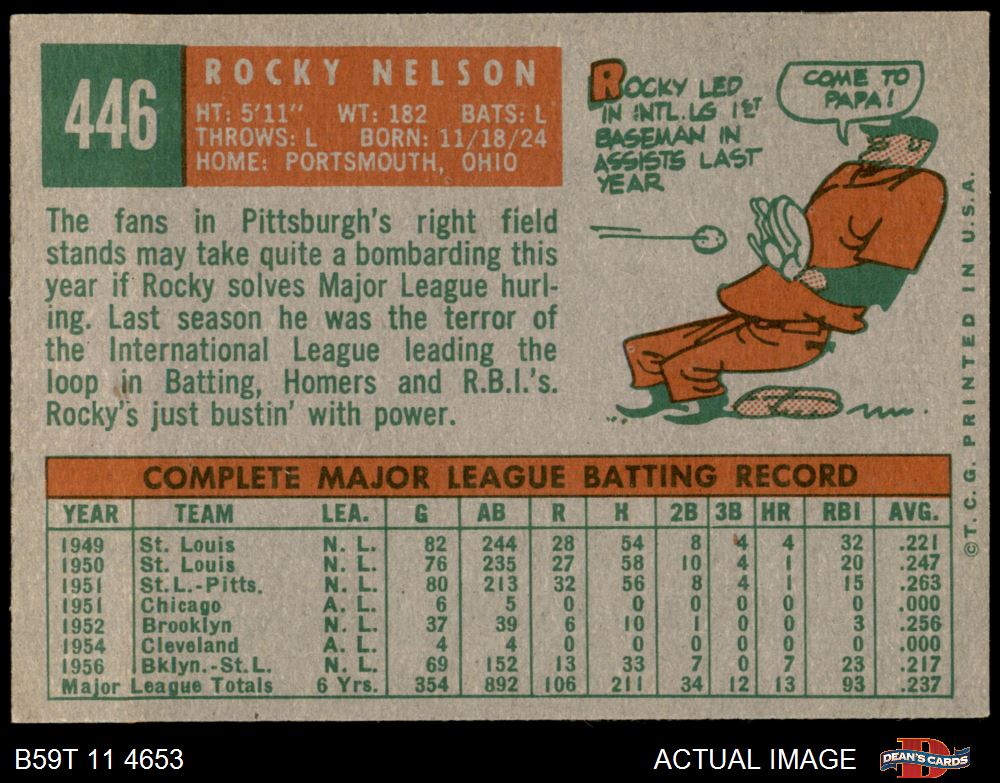 446
ROCKY NELSON
HT: 5'11" WT: 182 BATS: L
THROWS: L BORN: 11/18/24
HOME: PORTSMOUTH, OHIO
The fans in Pittsburgh's right field
stands may take quite a bombarding this
year if Rocky solves Major League hurl-
ing. Last season he was the terror of
the International League leading the
loop in Batting, Homers and R.B.I.'s.
Rocky's just bustin' with power.
ROCKY LED
IN INTL. LG 1ST
BASEMAN IN
ASSISTS LAST
YEAR
COME TO
PAPA!
COMPLETE MAJOR LEAGUE BATTING RECORD
YEAR TEAM LEA. G AB R H 2B 3B HR RBI AVG.
1949 St. Louis N. L. 82 244 28 54 8 4 4 32 .221
1950 St. Louis N. L. 76 235 27 58 10 4 1 20 .247
1951 St.L.-Pitts. N. L. 80 213 32 56 8 4 1 15 .263
1951 Chicago A. L. 6 5 0 0 0 0 0 0 .000
1952 Brooklyn N. L. 37 39 6 10 1 0 0 3 .256
1954 Cleveland A. L. 4 4 0 0 0 0 0 0 .000
1956 Bklyn.-St.L. N. L. 69 152 13 33 7 0 7 23 .217
Major League Totals 6 Yrs. 354 892 106 211 34 12 13 93 .237
© T. C. G. PRINTED IN U.S.A.
B59T 11 4653
ACTUAL IMAGE
DEAN'S CARDS